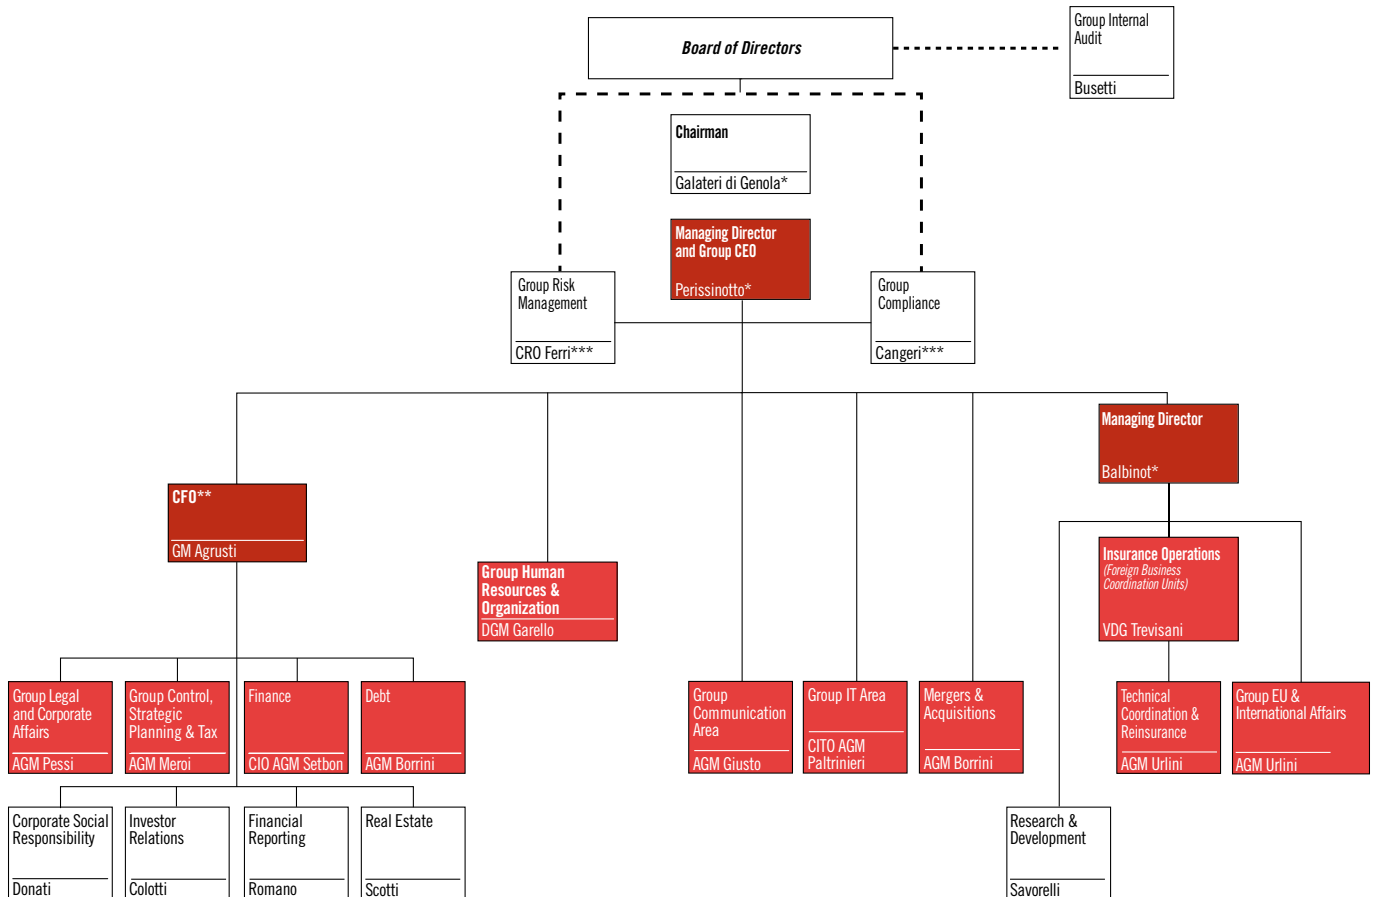 Board of Directors
Group Internal
Audit
Busetti
Chairman
Galateri di Genola*
Managing Director
and Group CEO
Perissinotto*
Group Risk
Management
CRO Ferri***
Group
Compliance
Cangeri***
Managing Director
Balbinot*
CFO**
GM Agrusti
Group Human
Resources &
Organization
DGM Garello
Insurance Operations
(Foreign Business
Coordination Units)
VDG Trevisani
Group Legal
and Corporate
Affairs
AGM Pessi
Group Control,
Strategic
Planning & Tax
AGM Meroi
Finance
CIO AGM Setbon
Debt
AGM Borrini
Group
Communication
Area
AGM Giusto
Group IT Area
CITO AGM
Paltrinieri
Mergers &
Acquisitions
AGM Borrini
Technical
Coordination &
Reinsurance
AGM Urlini
Group EU &
International Affairs
AGM Urlini
Corporate Social
Responsibility
Donati
Investor
Relations
Colotti
Financial
Reporting
Romano
Real Estate
Scotti
Research &
Development
Savorelli